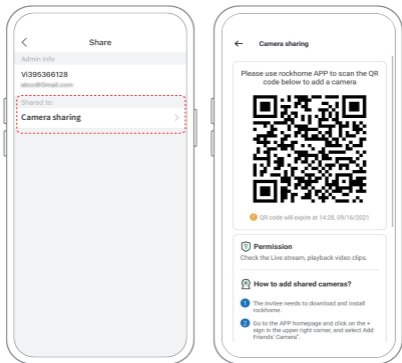 Share
Admin Info
Vi395366128
Shared to:
Camera sharing
Camera sharing
Please use rockhome APP to scan the QR
code below to add a camera
QR code will expire at 14:28, 09/16/2021
Permission
Check the Live stream, playback video clips.
How to add shared cameras?
1 The invitee needs to download and install
rockhome.
2 Go to the APP homepage and click on the +
sign in the upper right corner, and select Add
Friends' Camera".